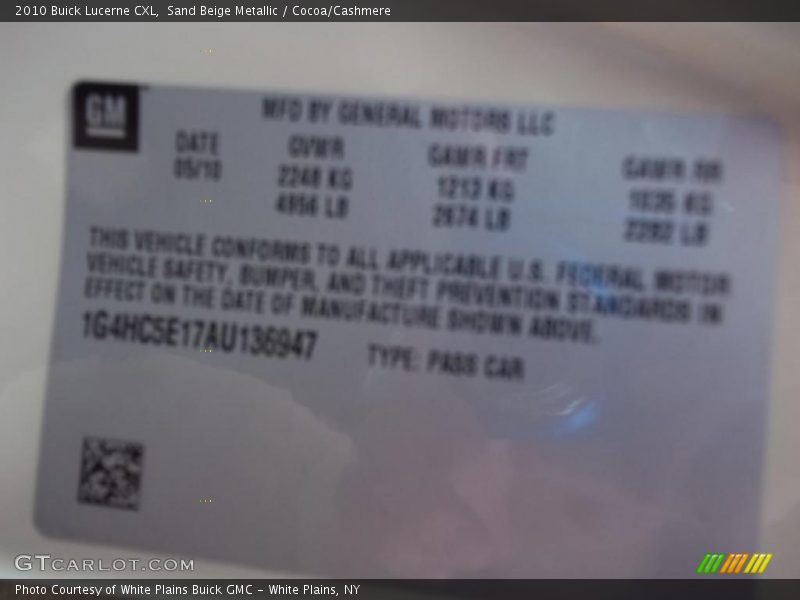 2010 Buick Lucerne CXL, Sand Beige Metallic / Cocoa/Cashmere
GM
MFD BY GENERAL MOTORS LLC
DATE GVWR GAWR FRT GAWR RR
05/10 2248 KG 1213 KG 1035 KG
4956 LB 2674 LB 2282 LB
THIS VEHICLE CONFORMS TO ALL APPLICABLE U.S. FEDERAL MOTOR
VEHICLE SAFETY, BUMPER, AND THEFT PREVENTION STANDARDS IN
EFFECT ON THE DATE OF MANUFACTURE SHOWN ABOVE.
1G4HC5E17AU136947 TYPE: PASS CAR
GTCARLOT.COM
Photo Courtesy of White Plains Buick GMC - White Plains, NY